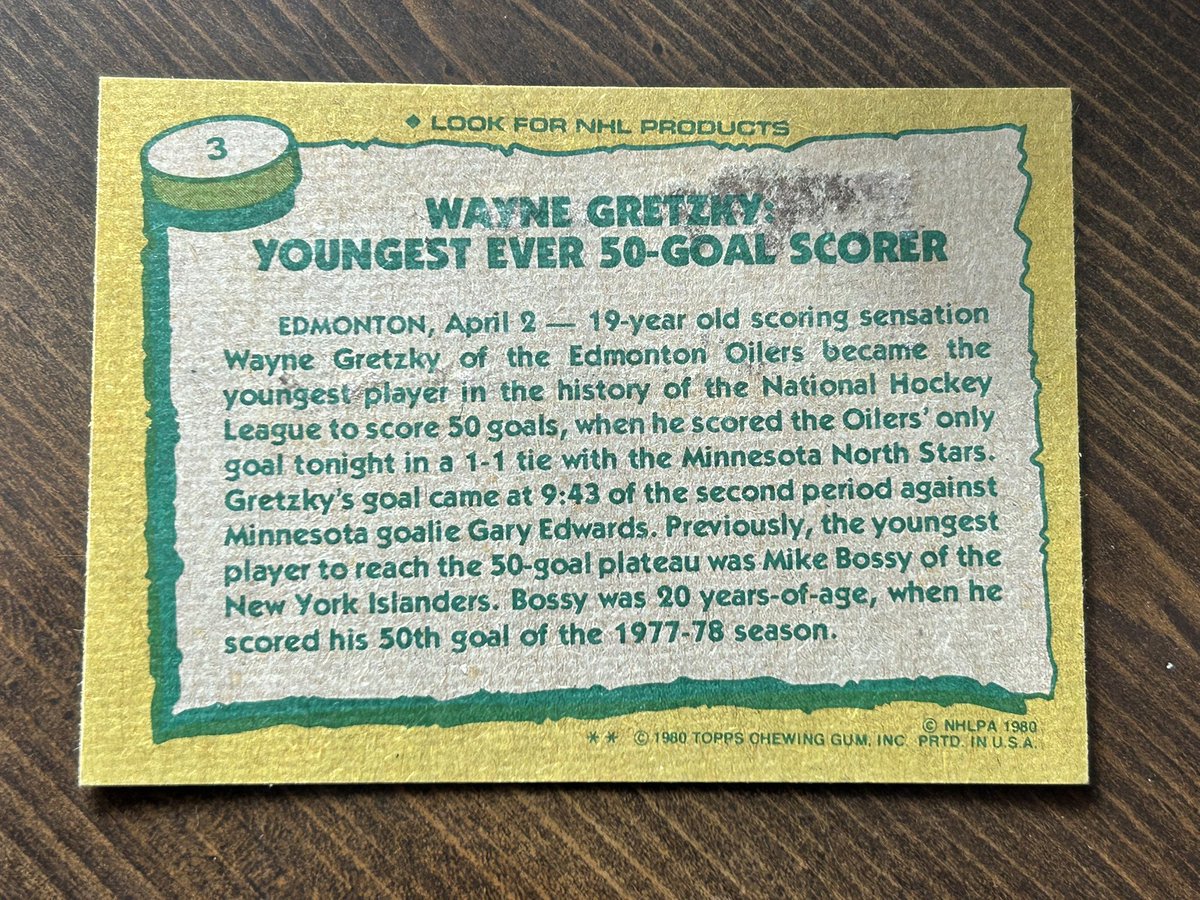 ◆ LOOK FOR NHL PRODUCTS
3
WAYNE GRETZKY:
YOUNGEST EVER 50-GOAL SCORER
EDMONTON, April 2 — 19-year old scoring sensation
Wayne Gretzky of the Edmonton Oilers became the
youngest player in the history of the National Hockey
League to score 50 goals, when he scored the Oilers' only
goal tonight in a 1-1 tie with the Minnesota North Stars.
Gretzky's goal came at 9:43 of the second period against
Minnesota goalie Gary Edwards. Previously, the youngest
player to reach the 50-goal plateau was Mike Bossy of the
New York Islanders. Bossy was 20 years-of-age, when he
scored his 50th goal of the 1977-78 season.
© NHLPA 1980
** © 1980 TOPPS CHEWING GUM, INC. PRTD. IN U.S.A.